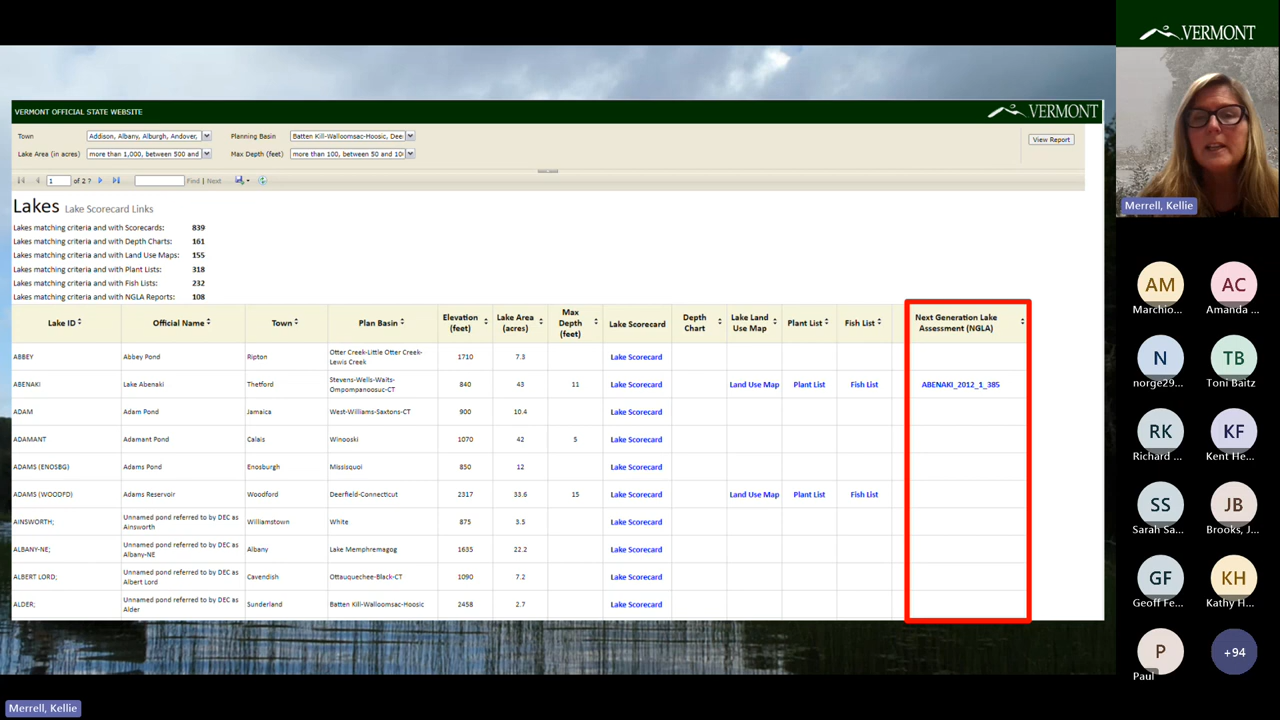 VERMONT OFFICIAL STATE WEBSITE
VERMONT
Town Addison, Albany, Alburgh, Andover, Planning Basin Batten Kill-Walloomsac-Hoosic, Dee View Report
Lake Area (in acres) more than 1,000, between 500 and Max Depth (feet) more than 100, between 50 and 10
1 of 2 ? Find | Next
Lakes Lake Scorecard Links
Lakes matching criteria and with Scorecards: 839
Lakes matching criteria and with Depth Charts: 161
Lakes matching criteria and with Land Use Maps: 155
Lakes matching criteria and with Plant Lists: 318
Lakes matching criteria and with Fish Lists: 232
Lakes matching criteria and with NGLA Reports: 108
Lake ID Official Name Town Plan Basin Elevation (feet) Lake Area (acres) Max Depth (feet) Lake Scorecard Depth Chart Lake Land Use Map Plant List Fish List Next Generation Lake Assessment (NGLA)
ABBEY Abbey Pond Ripton Otter Creek-Little Otter Creek-Lewis Creek 1710 7.3 Lake Scorecard
ABENAKI Lake Abenaki Thetford Stevens-Wells-Waits-Ompompanoosuc-CT 840 43 11 Lake Scorecard Land Use Map Plant List Fish List ABENAKI_2012_1_385
ADAM Adam Pond Jamaica West-Williams-Saxtons-CT 900 10.4 Lake Scorecard
ADAMANT Adamant Pond Calais Winooski 1070 42 5 Lake Scorecard
ADAMS (ENOSBG) Adams Pond Enosburgh Missisquoi 850 12 Lake Scorecard
ADAMS (WOODFD) Adams Reservoir Woodford Deerfield-Connecticut 2317 33.6 15 Lake Scorecard Land Use Map Plant List Fish List
AINSWORTH; Unnamed pond referred to by DEC as Ainsworth Williamstown White 875 3.5 Lake Scorecard
ALBANY-NE; Unnamed pond referred to by DEC as Albany-NE Albany Lake Memphremagog 1635 22.2 Lake Scorecard
ALBERT LORD; Unnamed pond referred to by DEC as Albert Lord Cavendish Ottauquechee-Black-CT 1090 7.2 Lake Scorecard
ALDER; Unnamed pond referred to by DEC as Alder Sunderland Batten Kill-Walloomsac-Hoosic 2458 2.7 Lake Scorecard
Merrell, Kellie
VERMONT
Merrell, Kellie
AM AC
Marchio... Amanda ...
N TB
norge29... Toni Baitz
RK KF
Richard ... Kent He...
SS JB
Sarah Sa... Brooks, J...
GF KH
Geoff Fe... Kathy H...
P +94
Paul